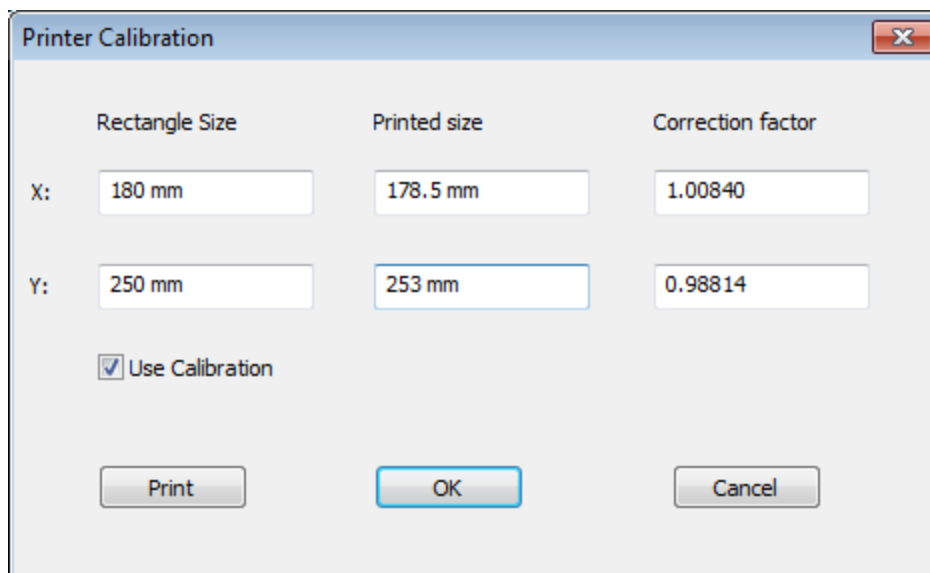 Printer Calibration
Rectangle Size Printed size Correction factor
X: 180 mm 178.5 mm 1.00840
Y: 250 mm 253 mm 0.98814
Use Calibration
Print OK Cancel